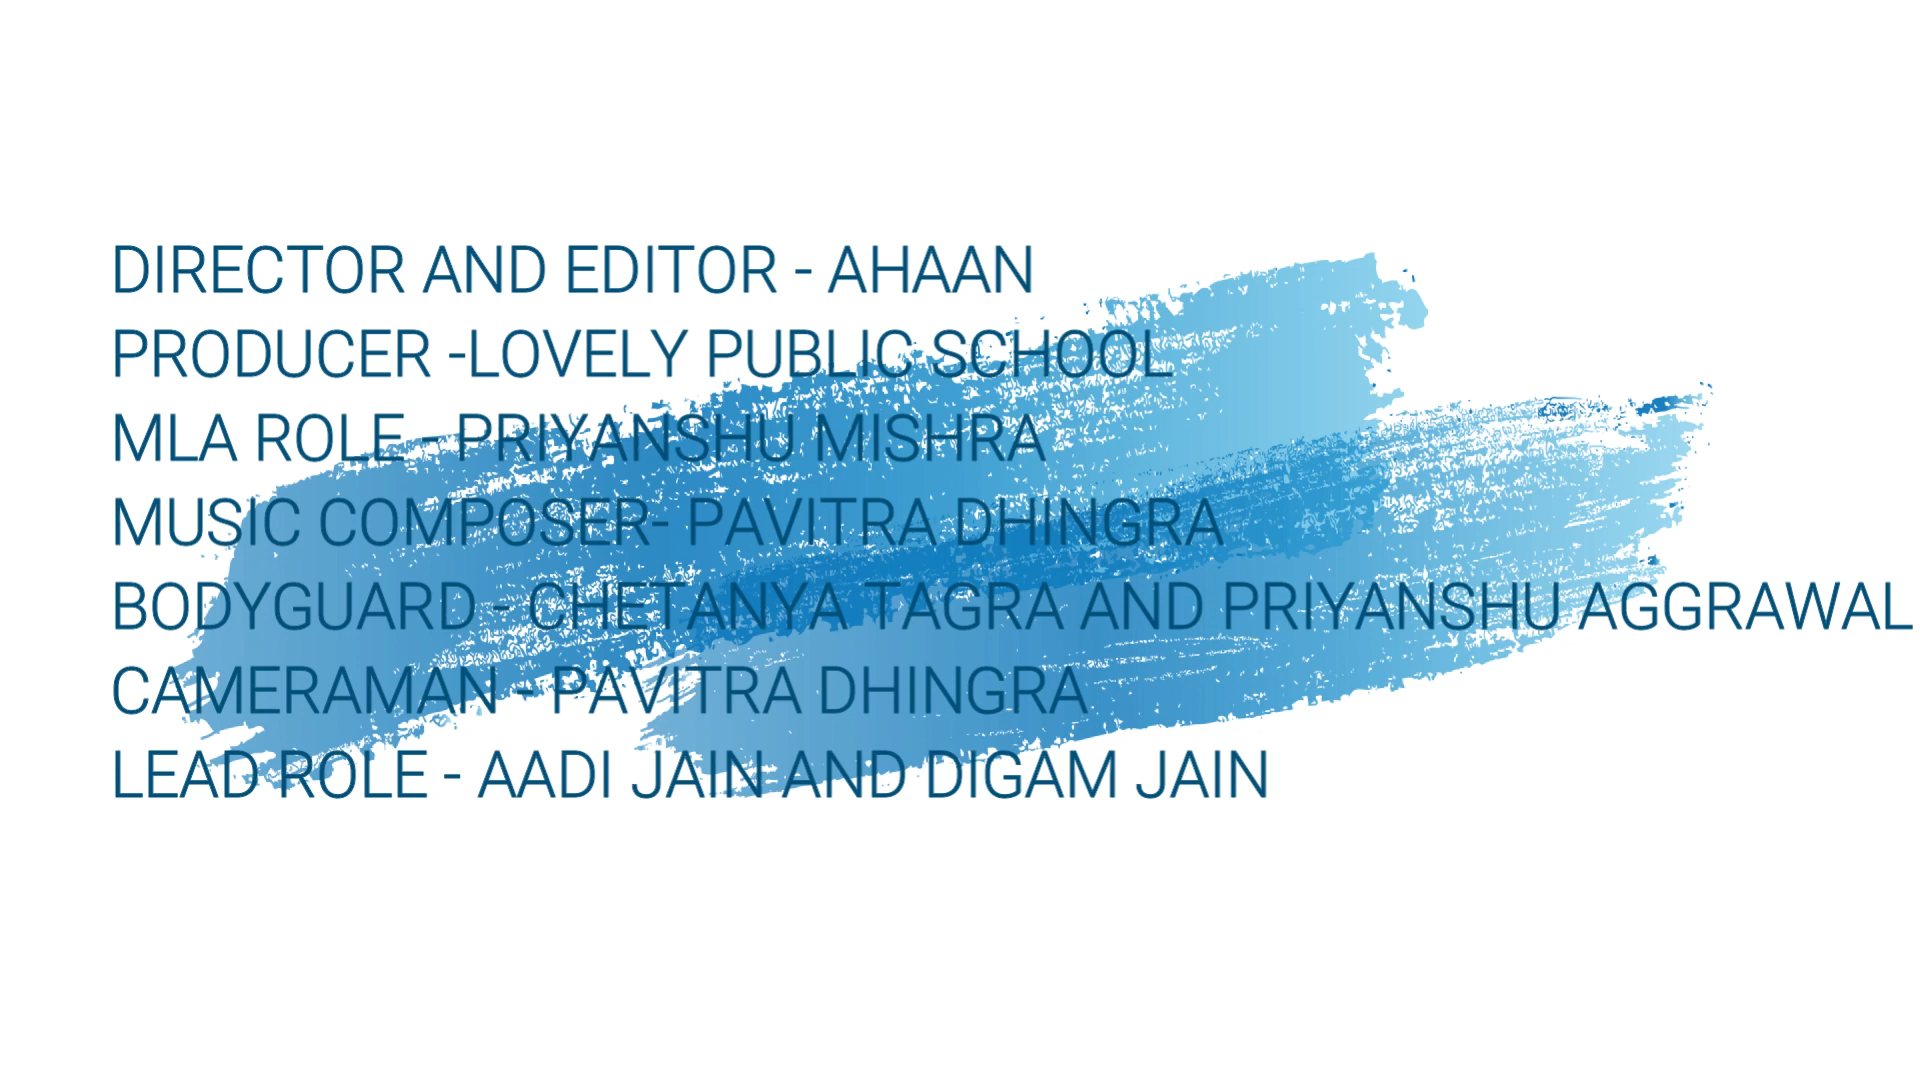 DIRECTOR AND EDITOR - AHAAN
PRODUCER -LOVELY PUBLIC SCHOOL
MLA ROLE - PRIYANSHU MISHRA
MUSIC COMPOSER- PAVITRA DHINGRA
BODYGUARD - CHETANYA TAGRA AND PRIYANSHU AGGRAWAL
CAMERAMAN - PAVITRA DHINGRA
LEAD ROLE - AADI JAIN AND DIGAM JAIN